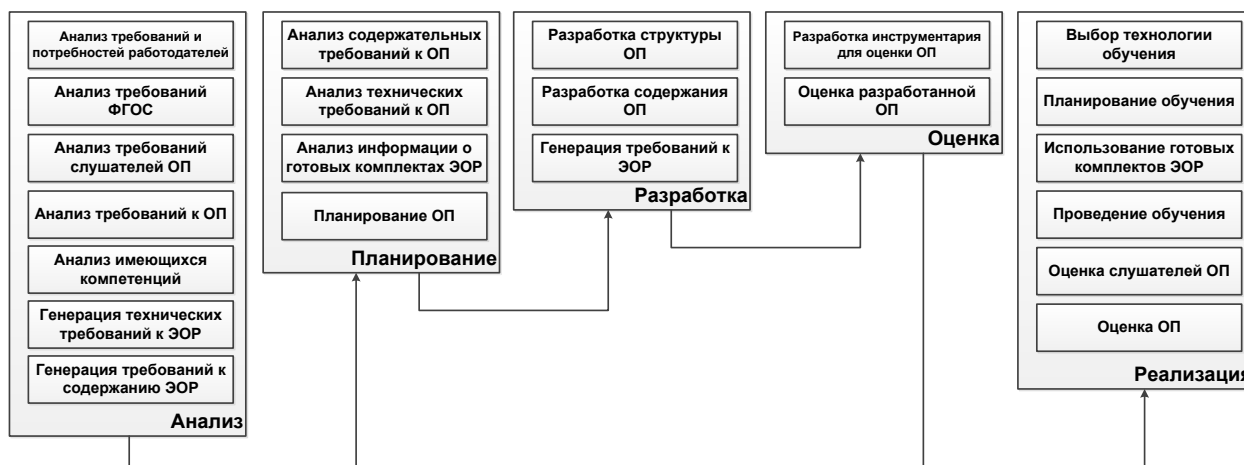 Анализ требований и
потребностей работодателей
Анализ требований
ФГОС
Анализ требований
слушателей ОП
Анализ требований к ОП
Анализ имеющихся
компетенций
Генерация технических
требований к ЭОР
Генерация требований к
содержанию ЭОР
Анализ
Анализ содержательных
требований к ОП
Анализ технических
требований к ОП
Анализ информации о
готовых комплектах ЭОР
Планирование ОП
Планирование
Разработка структуры
ОП
Разработка содержания
ОП
Генерация требований к
ЭОР
Разработка
Разработка инструментария
для оценки ОП
Оценка разработанной
ОП
Оценка
Выбор технологии
обучения
Планирование обучения
Использование готовых
комплектов ЭОР
Проведение обучения
Оценка слушателей ОП
Оценка ОП
Реализация